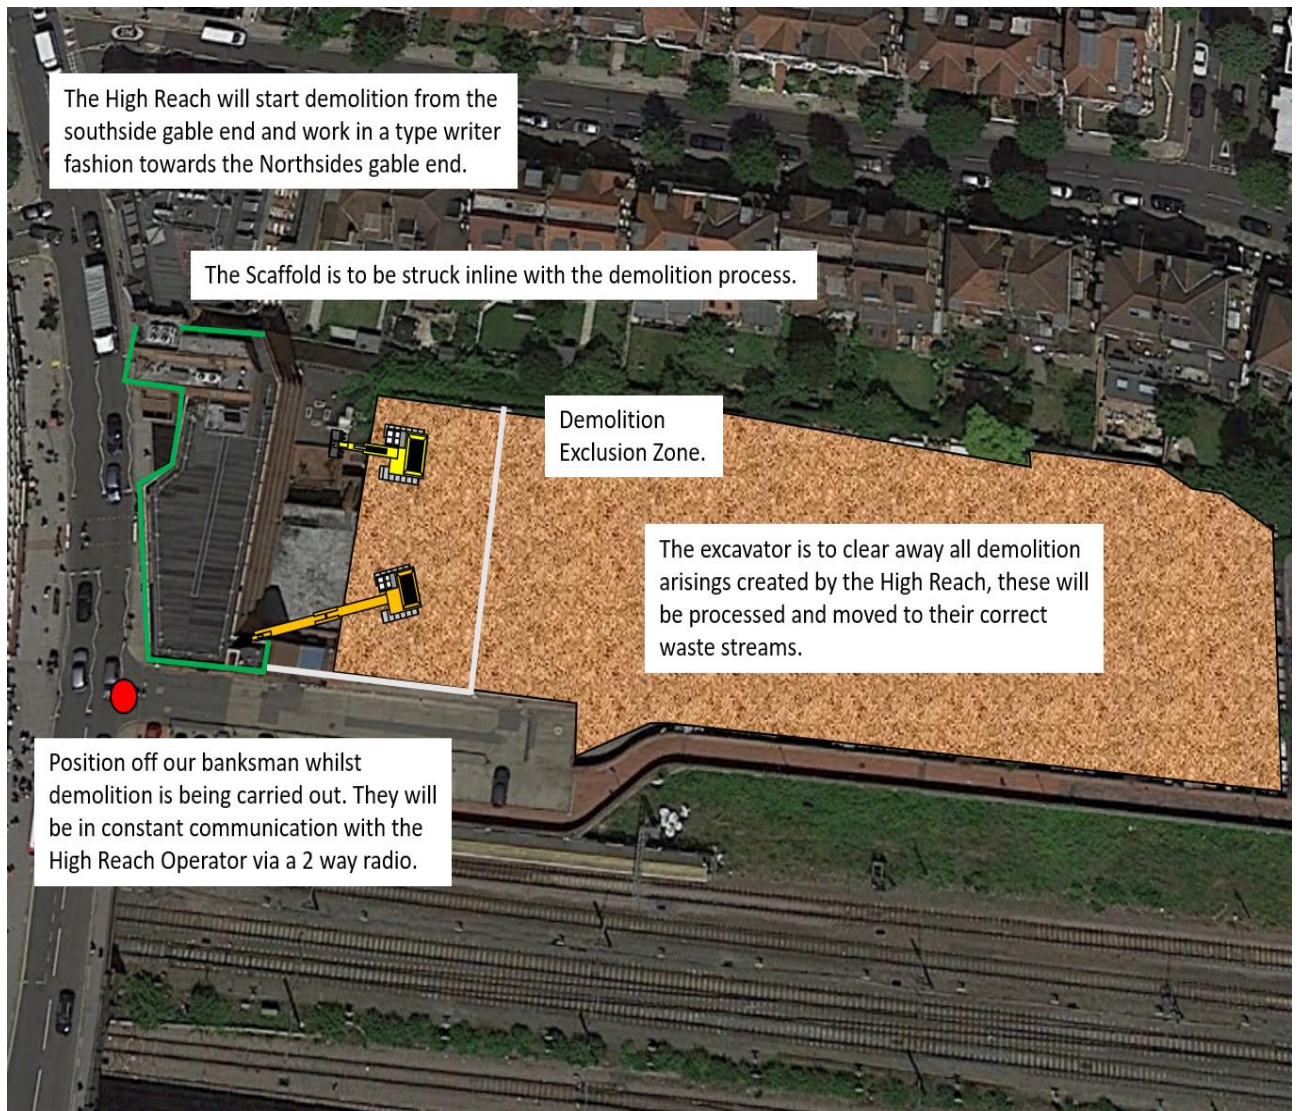 The High Reach will start demolition from the
southside gable end and work in a type writer
fashion towards the Northsides gable end.
The Scaffold is to be struck inline with the demolition process.
Demolition
Exclusion Zone.
The excavator is to clear away all demolition
arisings created by the High Reach, these will
be processed and moved to their correct
waste streams.
Position off our banksman whilst
demolition is being carried out. They will
be in constant communication with the
High Reach Operator via a 2 way radio.